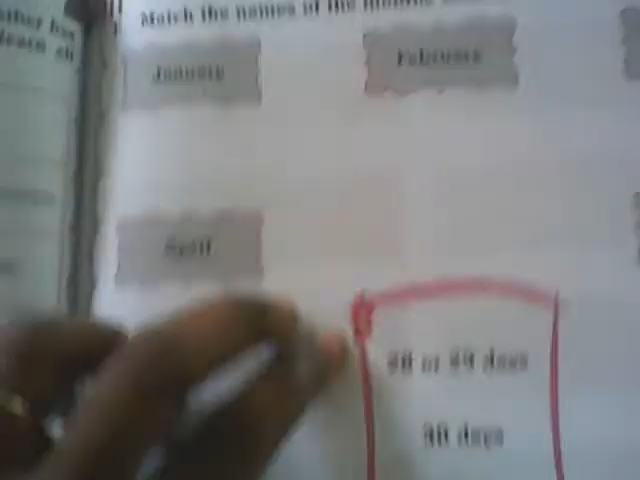 Match the names of the months
January
February
April
28 or 29 days
30 days